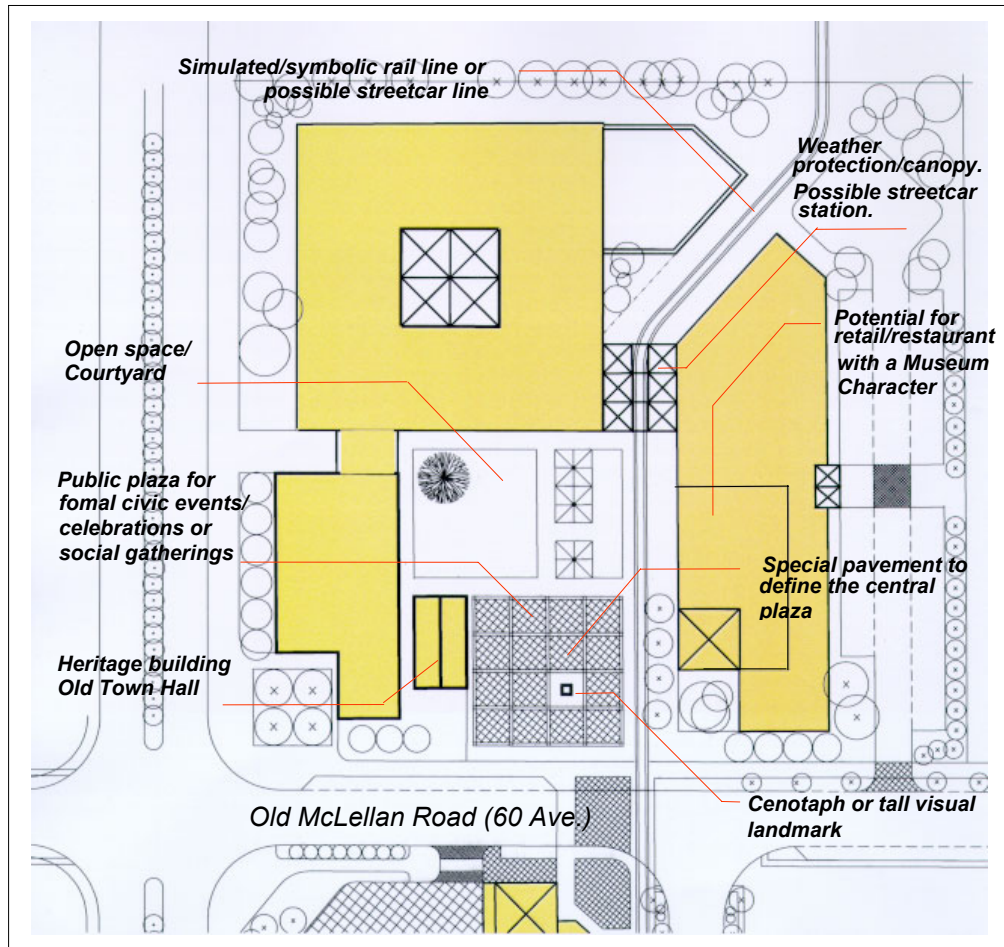 Simulated/symbolic rail line or
possible streetcar line
Weather
protection/canopy.
Possible streetcar
station.
Potential for
retail/restaurant
with a Museum
Character
Open space/
Courtyard
Public plaza for
fomal civic events/
celebrations or
social gatherings
Special pavement to
define the central
plaza
Heritage building
Old Town Hall
Old McLellan Road (60 Ave.)
Cenotaph or tall visual
landmark